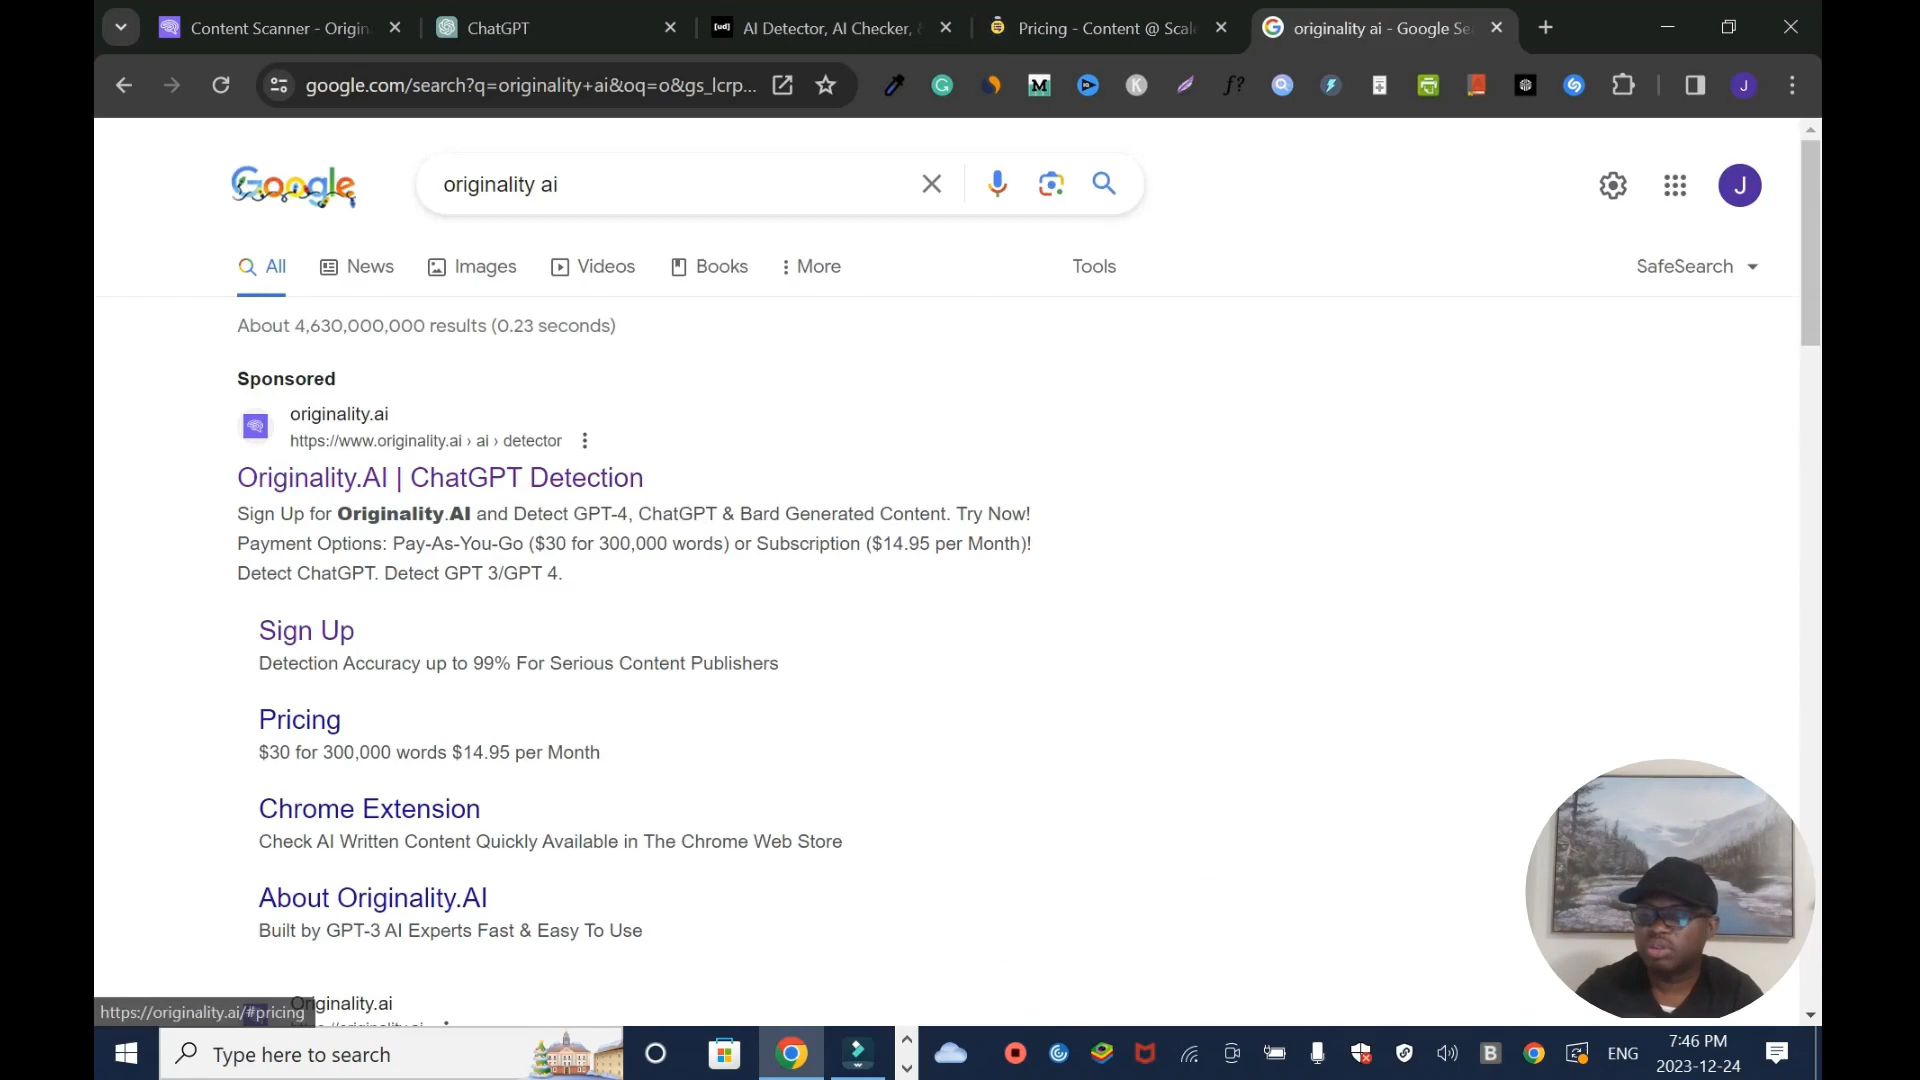 Content Scanner - Origin
ChatGPT
AI Detector, AI Checker, &
Pricing - Content @ Scale
originality ai - Google Se
google.com/search?q=originality+ai&oq=o&gs_lcrp...
Google
originality ai
J
All
News
Images
Videos
Books
More
Tools
SafeSearch
About 4,630,000,000 results (0.23 seconds)
Sponsored
originality.ai
https://www.originality.ai › ai › detector
Originality.AI | ChatGPT Detection
Sign Up for Originality.AI and Detect GPT-4, ChatGPT & Bard Generated Content. Try Now!
Payment Options: Pay-As-You-Go ($30 for 300,000 words) or Subscription ($14.95 per Month)!
Detect ChatGPT. Detect GPT 3/GPT 4.
Sign Up
Detection Accuracy up to 99% For Serious Content Publishers
Pricing
$30 for 300,000 words $14.95 per Month
Chrome Extension
Check AI Written Content Quickly Available in The Chrome Web Store
About Originality.AI
Built by GPT-3 AI Experts Fast & Easy To Use
Originality.ai
https://originality.ai/#pricing
Type here to search
ENG
7:46 PM
2023-12-24